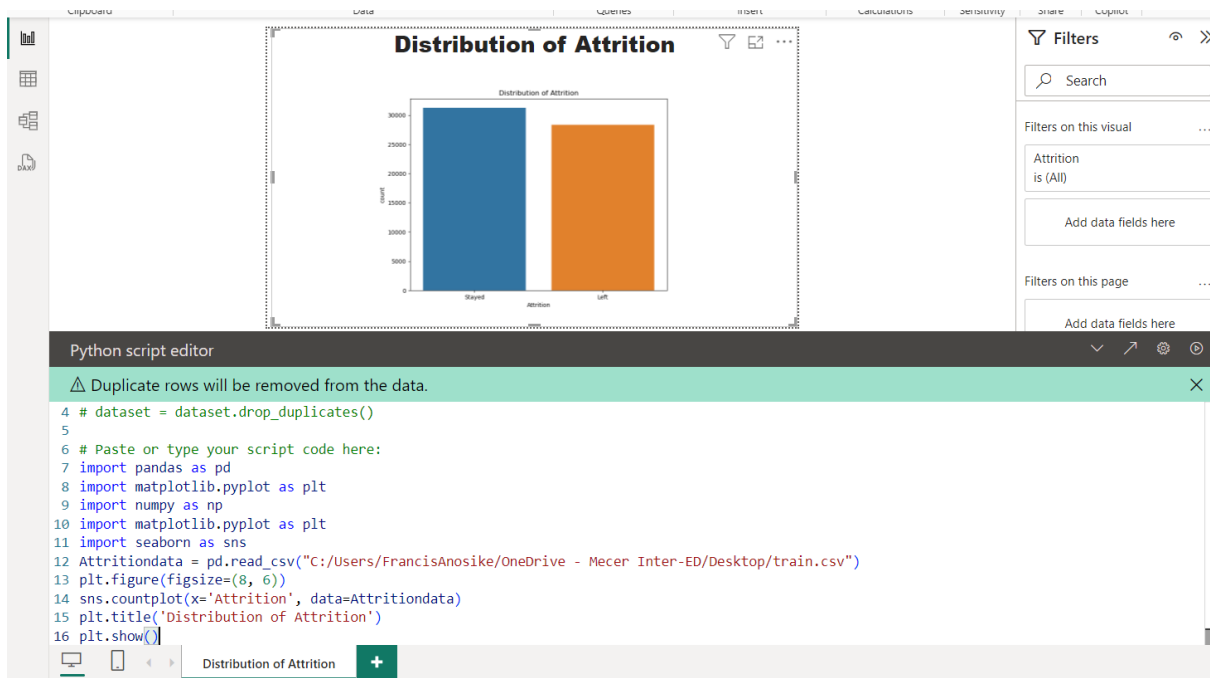 Clipboard
Data
Queries
Insert
Calculations
Sensitivity
Share
Copilot
Distribution of Attrition
Distribution of Attrition
30000
25000
20000
15000
10000
5000
0
count
Stayed
Left
Attrition
Filters
Search
Filters on this visual
...
Attrition
is (All)
Add data fields here
Filters on this page
...
Add data fields here
DAX
Python script editor
Duplicate rows will be removed from the data.
4 # dataset = dataset.drop_duplicates()
5
6 # Paste or type your script code here:
7 import pandas as pd
8 import matplotlib.pyplot as plt
9 import numpy as np
10 import matplotlib.pyplot as plt
11 import seaborn as sns
12 Attritiondata = pd.read_csv("C:/Users/FrancisAnosike/OneDrive - Mecer Inter-ED/Desktop/train.csv")
13 plt.figure(figsize=(8, 6))
14 sns.countplot(x='Attrition', data=Attritiondata)
15 plt.title('Distribution of Attrition')
16 plt.show()
Distribution of Attrition
+